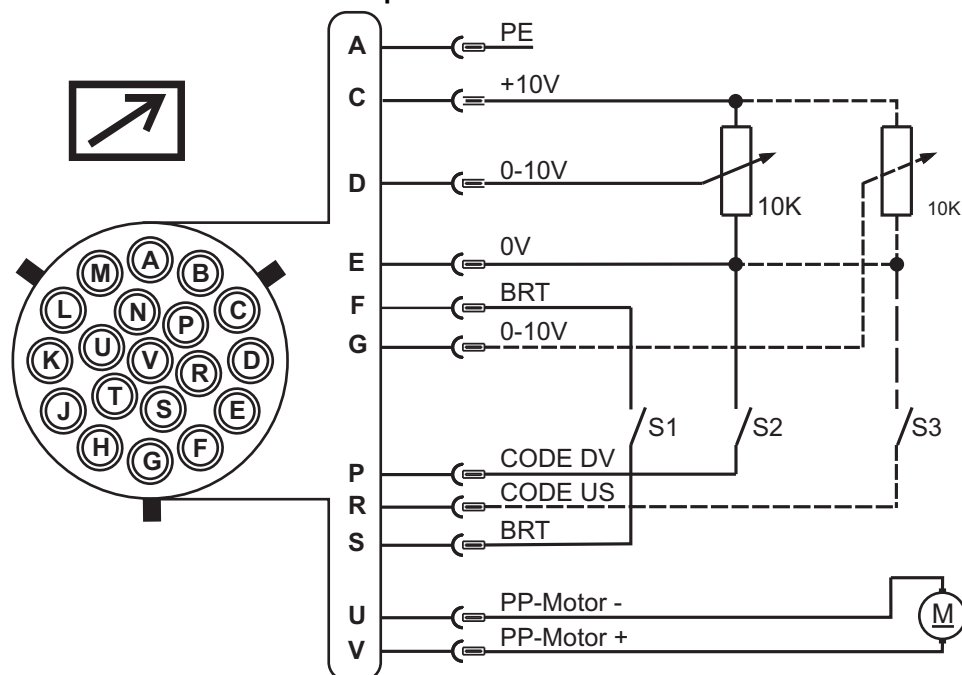 A PE
C +10V
D 0-10V
10K
10K
E 0V
F BRT
G 0-10V
S1 S2 S3
P CODE DV
R CODE US
S BRT
U PP-Motor -
V PP-Motor +
M
A
M B
L N P C
K U V R D
J T S E
H G F